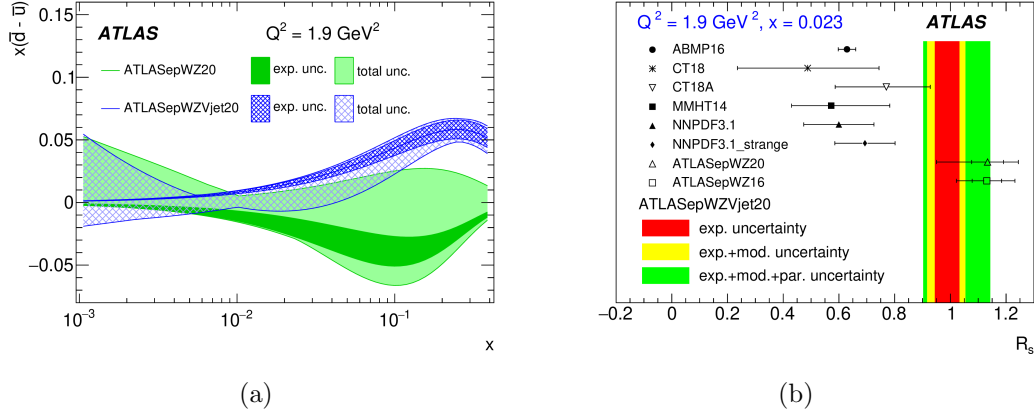 x(d̅ - u̅)
0.15
0.1
0.05
0
−0.05
ATLAS
Q² = 1.9 GeV²
ATLASepWZ20
exp. unc.
total unc.
ATLASepWZVjet20
exp. unc.
total unc.
10⁻³
10⁻²
10⁻¹
x
(a)
Q² = 1.9 GeV², x = 0.023
ATLAS
ABMP16
CT18
CT18A
MMHT14
NNPDF3.1
NNPDF3.1_strange
ATLASepWZ20
ATLASepWZ16
ATLASepWZVjet20
exp. uncertainty
exp.+mod. uncertainty
exp.+mod.+par. uncertainty
−0.2 0 0.2 0.4 0.6 0.8 1 1.2
Rₛ
(b)